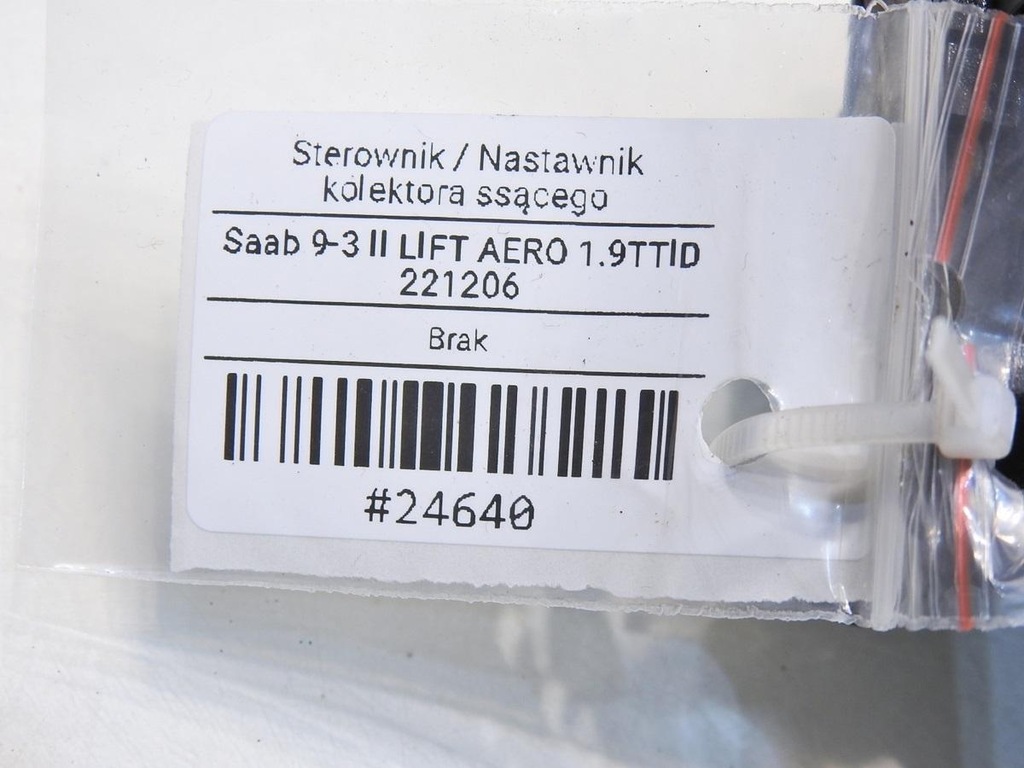 Sterownik / Nastawnik
kolektora ssącego
Saab 9-3 II LIFT AERO 1.9TTID
221206
Brak
#24640